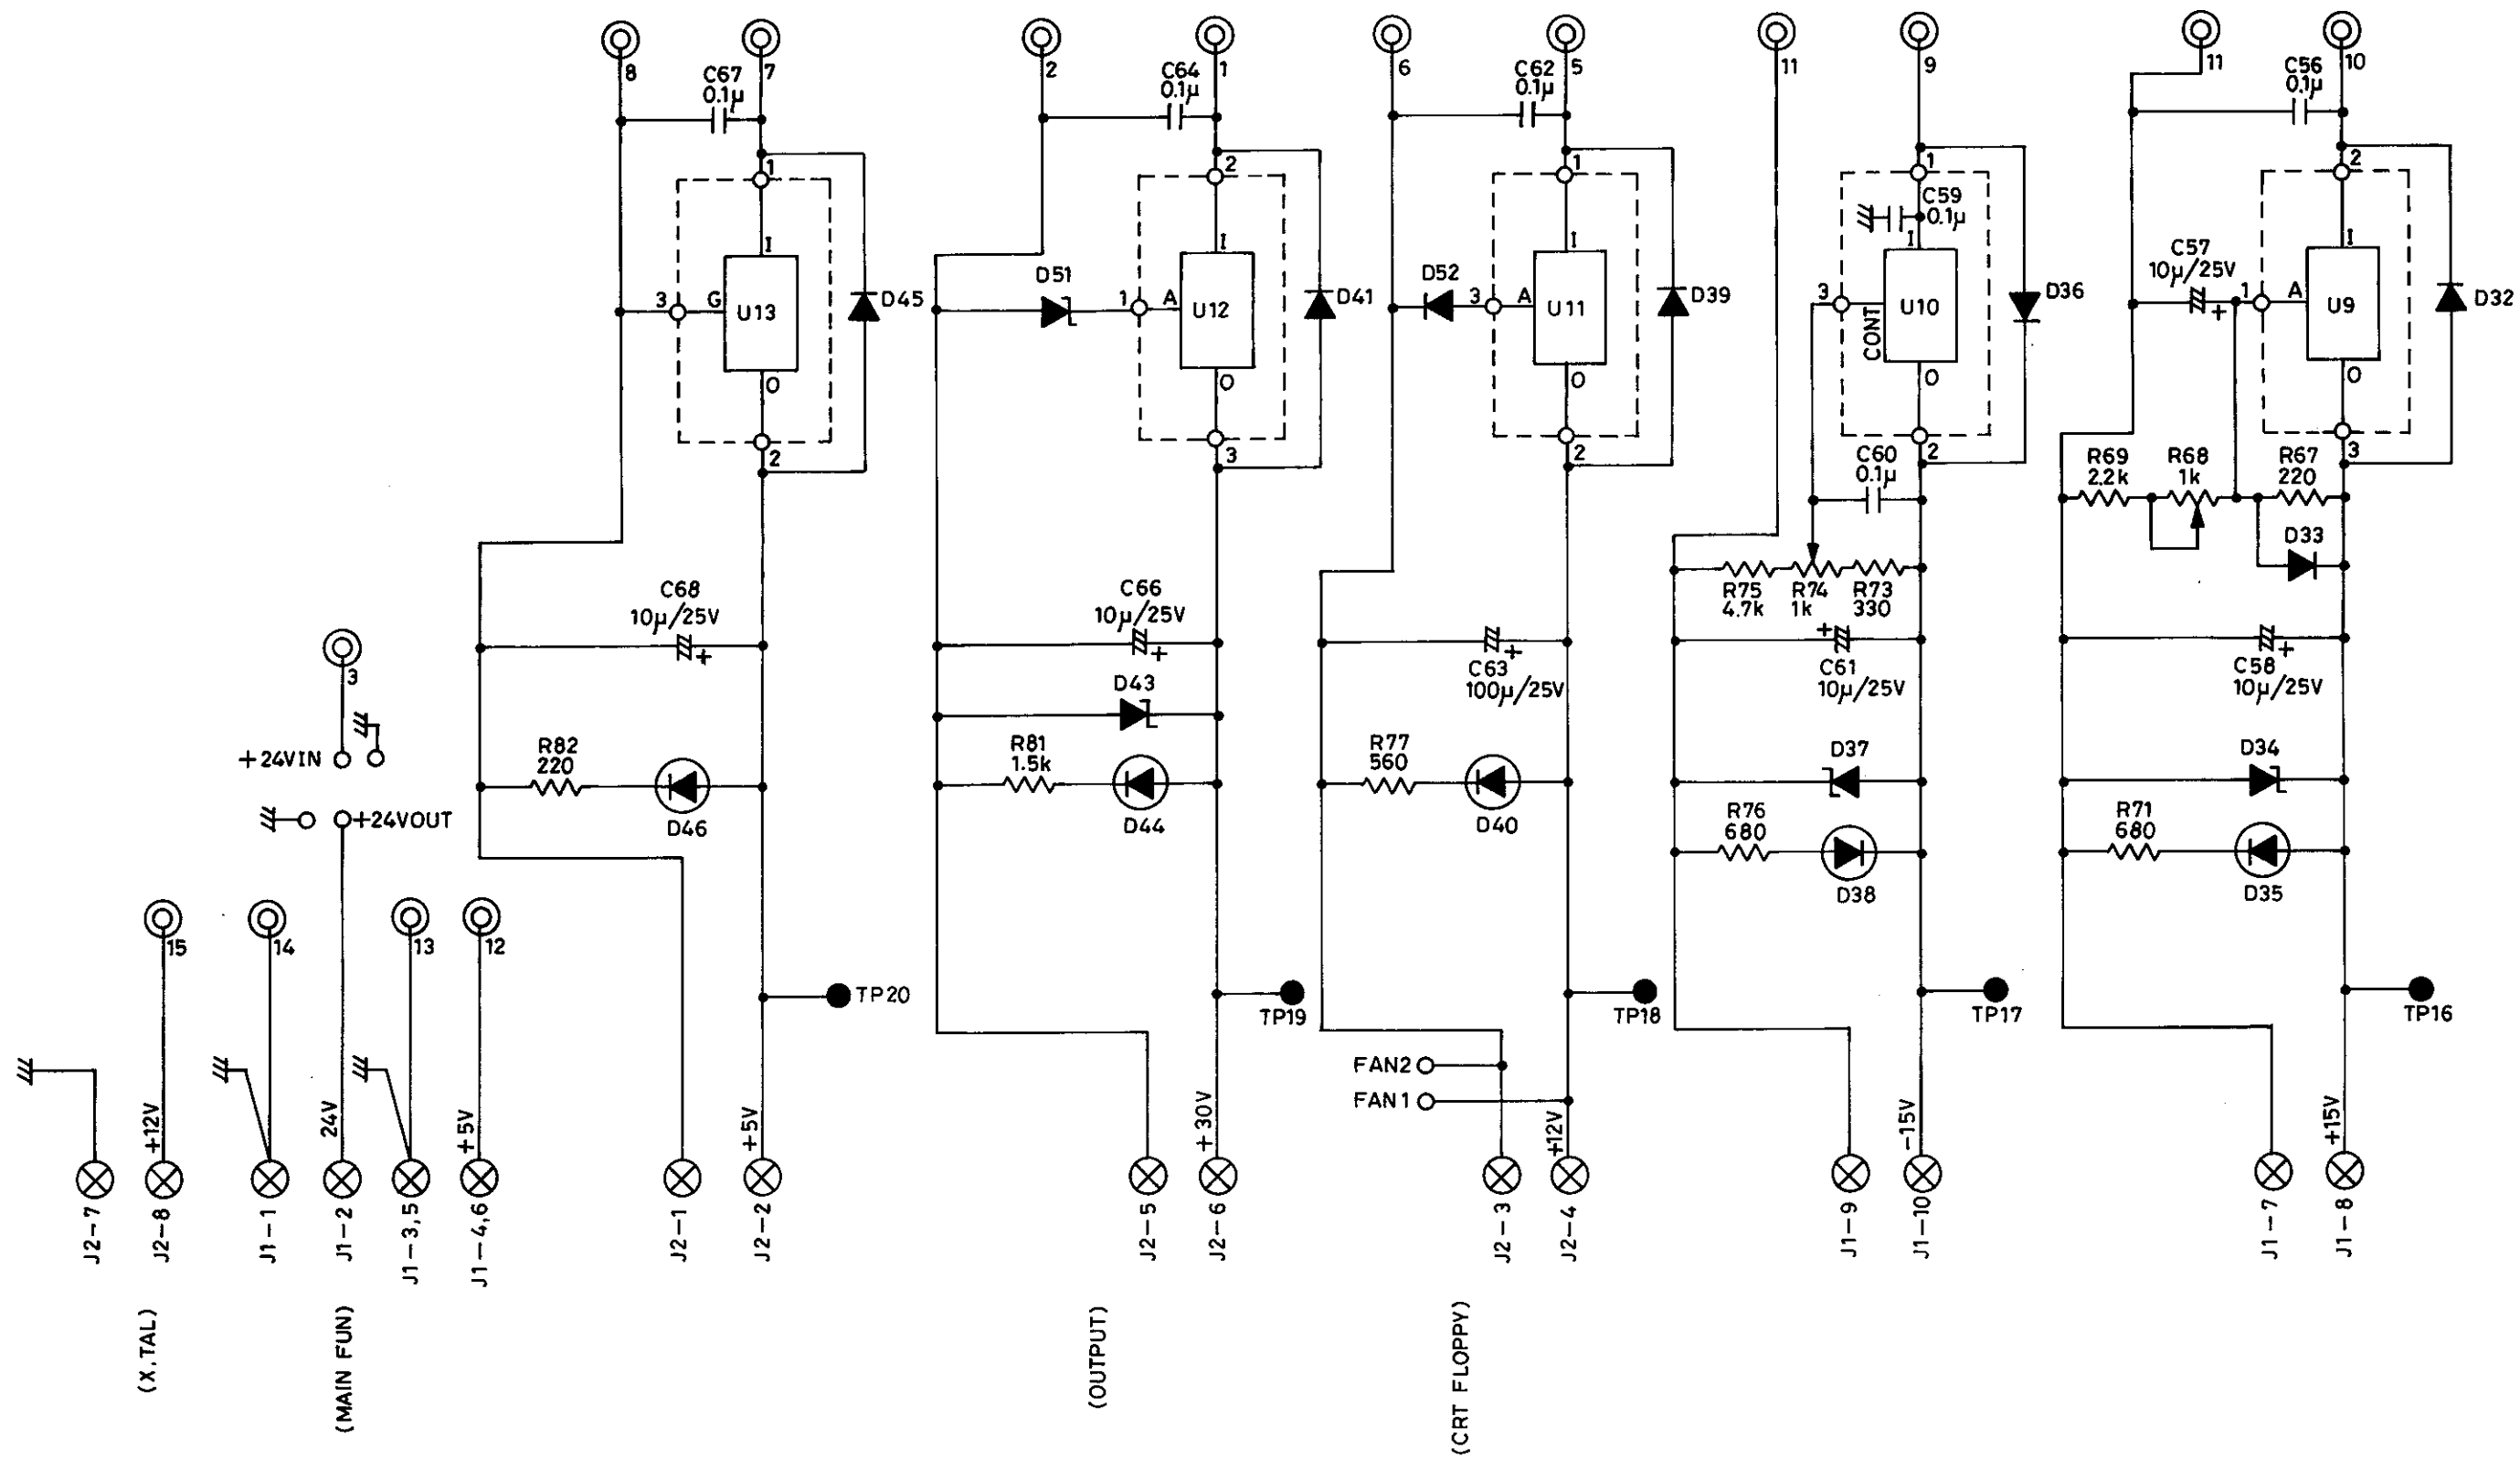 8
7
2
1
6
5
11
9
11
10
C67
0.1µ
C64
0.1µ
C62
0.1µ
C56
0.1µ
1
2
1
1
2
C59
0.1µ
I
I
I
I
I
3
G
U13
D45
D51
1
A
U12
D41
D52
3
A
U11
D39
3
CONT
U10
D36
C57
10µ/25V
+
1
A
U9
D32
O
O
O
O
O
2
3
2
2
3
C60
0.1µ
R69
2.2k
R68
1k
R67
220
D33
R75
4.7k
R74
1k
R73
330
C68
10µ/25V
+
C66
10µ/25V
+
C63
100µ/25V
+
C61
10µ/25V
+
C58
10µ/25V
+
3
+24VIN
+24VOUT
R82
220
D46
D43
R81
1.5k
D44
R77
560
D40
D37
R76
680
D38
D34
R71
680
D35
15
14
13
12
TP20
TP19
TP18
TP17
TP16
FAN2
FAN1
+12V
24V
+5V
+5V
+30V
+12V
-15V
+15V
J2-7
J2-8
J1-1
J1-2
J1-3,5
J1-4,6
J2-1
J2-2
J2-5
J2-6
J2-3
J2-4
J1-9
J1-10
J1-7
J1-8
(X,TAL)
(MAIN FUN)
(OUTPUT)
(CRT FLOPPY)